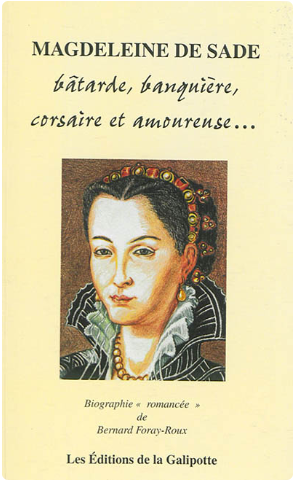 MAGDELEINE DE SADE
bâtarde, banquière,
corsaire et amoureuse...
Biographie « romancée »
de
Bernard Foray-Roux
Les Éditions de la Galipotte